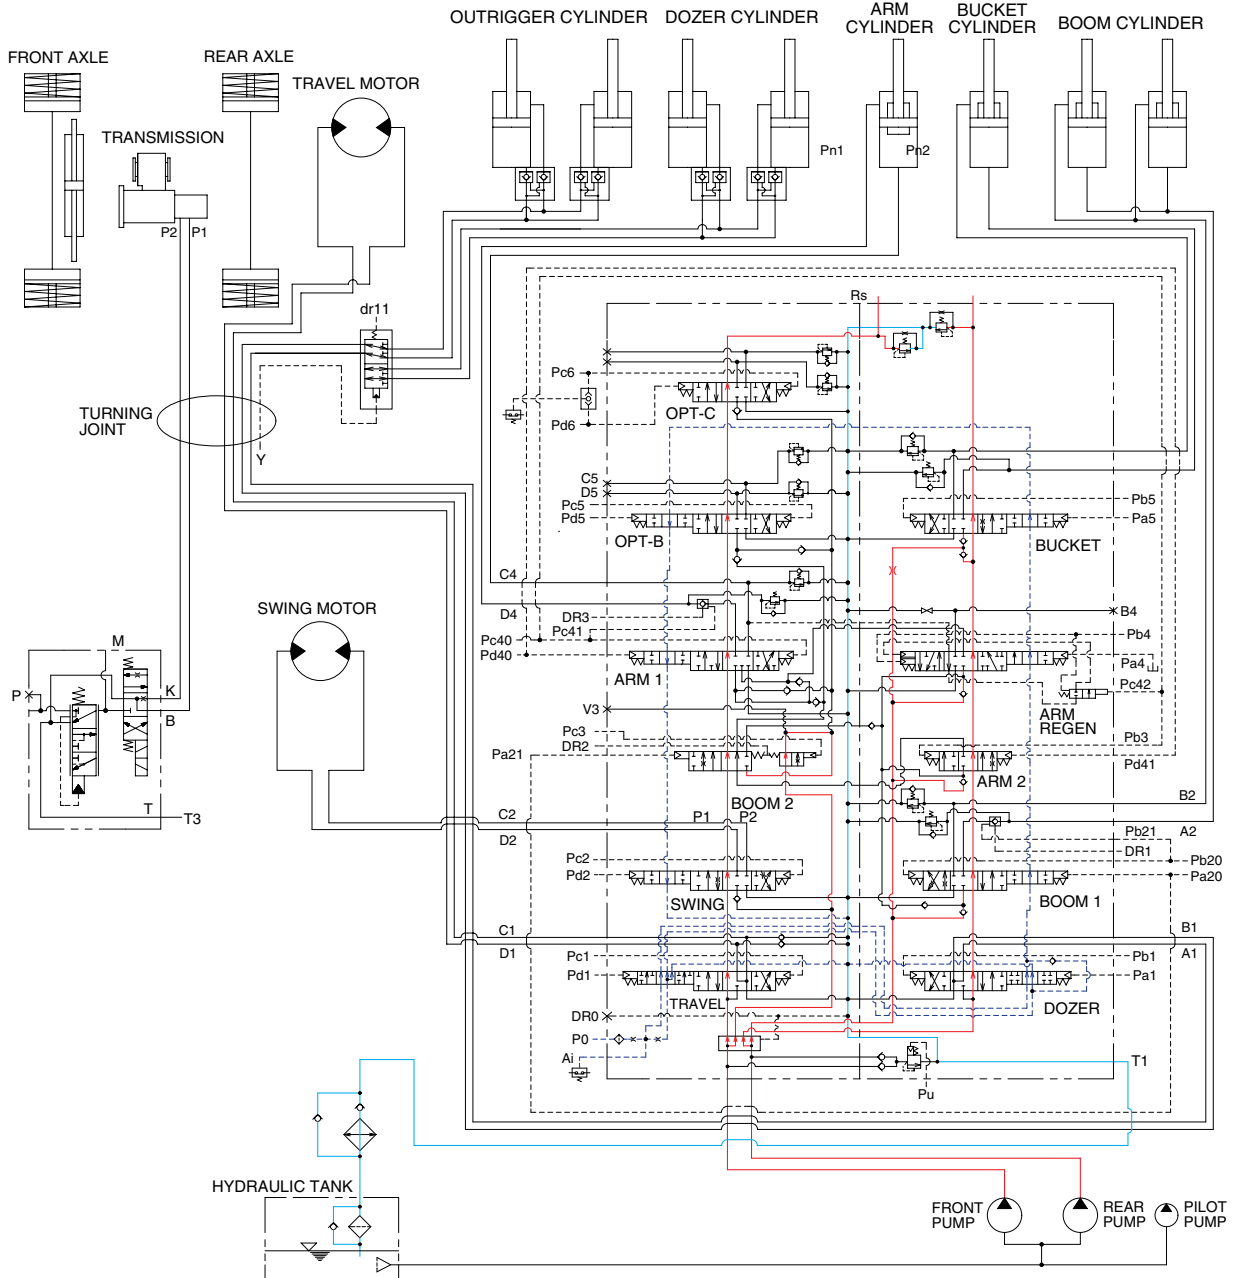 OUTRIGGER CYLINDER
DOZER CYLINDER
ARM
CYLINDER
BUCKET
CYLINDER
BOOM CYLINDER
FRONT AXLE
REAR AXLE
TRAVEL MOTOR
TRANSMISSION
Pn1
Pn2
P2
P1
dr11
Rs
TURNING
JOINT
Y
Pc6
Pd6
OPT-C
C5
D5
Pc5
Pd5
OPT-B
Pb5
Pa5
BUCKET
C4
D4
DR3
Pc41
Pc40
Pd40
ARM 1
B4
Pb4
Pa4
Pc42
ARM
REGEN
SWING MOTOR
M
P
K
B
T
T3
V3
Pc3
DR2
Pa21
BOOM 2
P1
P2
Pb3
Pd41
ARM 2
B2
C2
D2
Pb21
A2
DR1
Pc2
Pd2
SWING
Pb20
Pa20
BOOM 1
C1
D1
B1
A1
Pc1
Pd1
TRAVEL
Pb1
Pa1
DOZER
DR0
P0
Ai
T1
Pu
HYDRAULIC TANK
FRONT
PUMP
REAR
PUMP
PILOT
PUMP